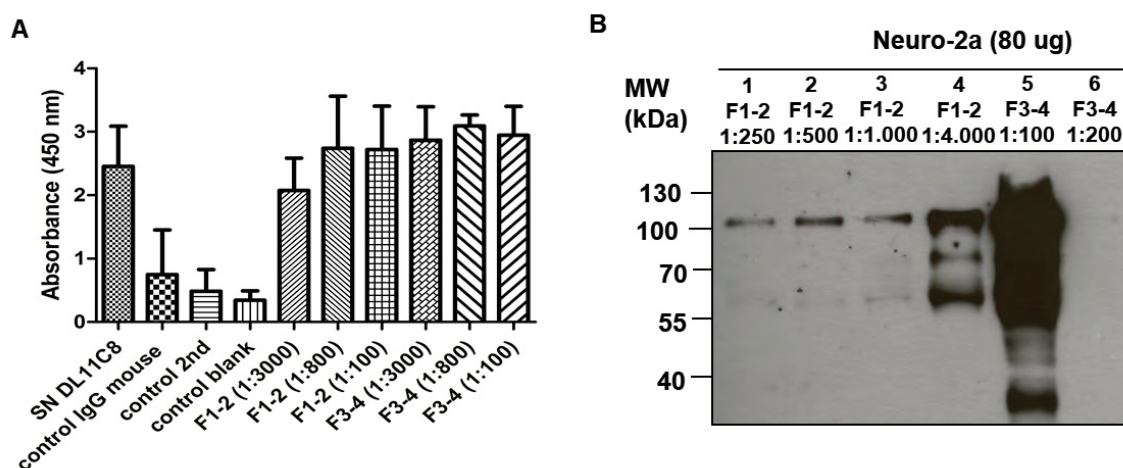 A
Absorbance (450 nm)
4
3
2
1
0
SN DL11C8
control IgG mouse
control 2nd
control blank
F1-2 (1:3000)
F1-2 (1:800)
F1-2 (1:100)
F3-4 (1:3000)
F3-4 (1:800)
F3-4 (1:100)
B
Neuro-2a (80 ug)
MW
(kDa)
1 2 3 4 5 6
F1-2 F1-2 F1-2 F1-2 F3-4 F3-4
1:250 1:500 1:1.000 1:4.000 1:100 1:200
130
100
70
55
40